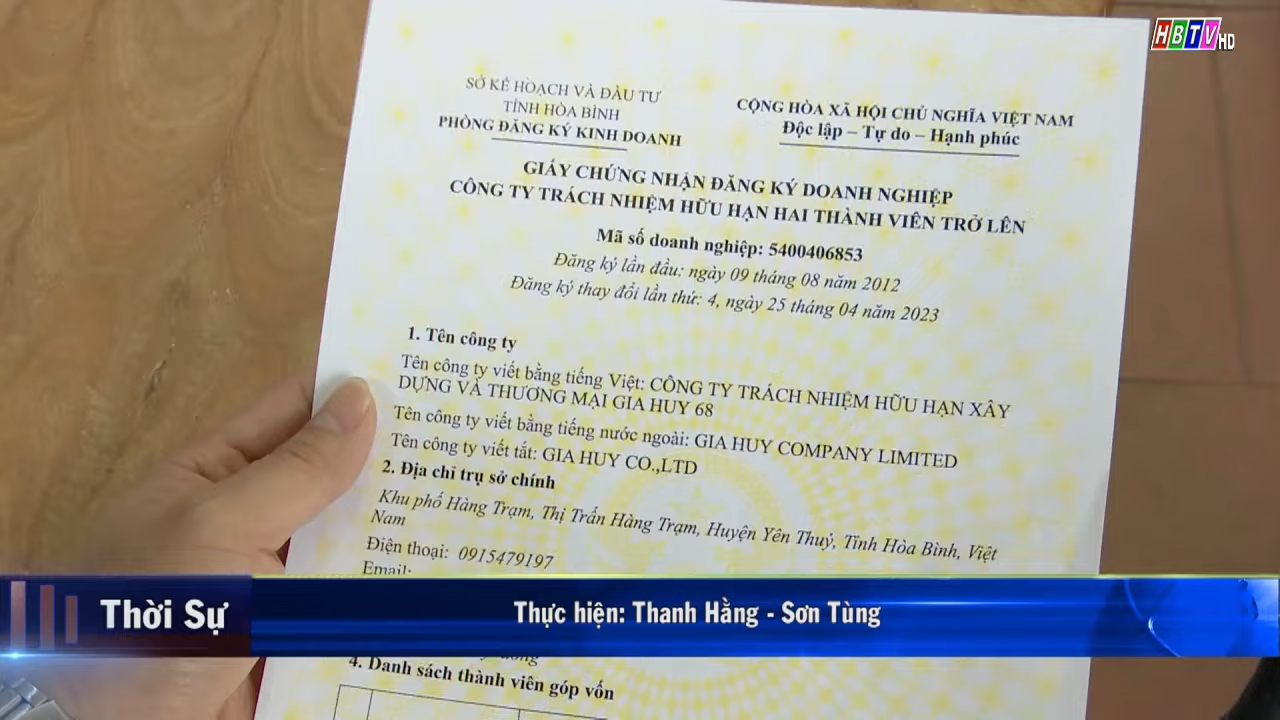 HBTV HD
SỞ KẾ HOẠCH VÀ ĐẦU TƯ
TỈNH HÒA BÌNH
PHÒNG ĐĂNG KÝ KINH DOANH
CỘNG HÒA XÃ HỘI CHỦ NGHĨA VIỆT NAM
Độc lập – Tự do – Hạnh phúc
GIẤY CHỨNG NHẬN ĐĂNG KÝ DOANH NGHIỆP
CÔNG TY TRÁCH NHIỆM HỮU HẠN HAI THÀNH VIÊN TRỞ LÊN
Mã số doanh nghiệp: 5400406853
Đăng ký lần đầu: ngày 09 tháng 08 năm 2012
Đăng ký thay đổi lần thứ: 4, ngày 25 tháng 04 năm 2023
1. Tên công ty
Tên công ty viết bằng tiếng Việt: CÔNG TY TRÁCH NHIỆM HỮU HẠN XÂY
DỰNG VÀ THƯƠNG MẠI GIA HUY 68
Tên công ty viết bằng tiếng nước ngoài: GIA HUY COMPANY LIMITED
Tên công ty viết tắt: GIA HUY CO.,LTD
2. Địa chỉ trụ sở chính
Khu phố Hàng Trạm, Thị Trấn Hàng Trạm, Huyện Yên Thuỷ, Tỉnh Hòa Bình, Việt
Nam
Điện thoại: 0915479197
Email:
Thời Sự
Thực hiện: Thanh Hằng - Sơn Tùng
4. Danh sách thành viên góp vốn